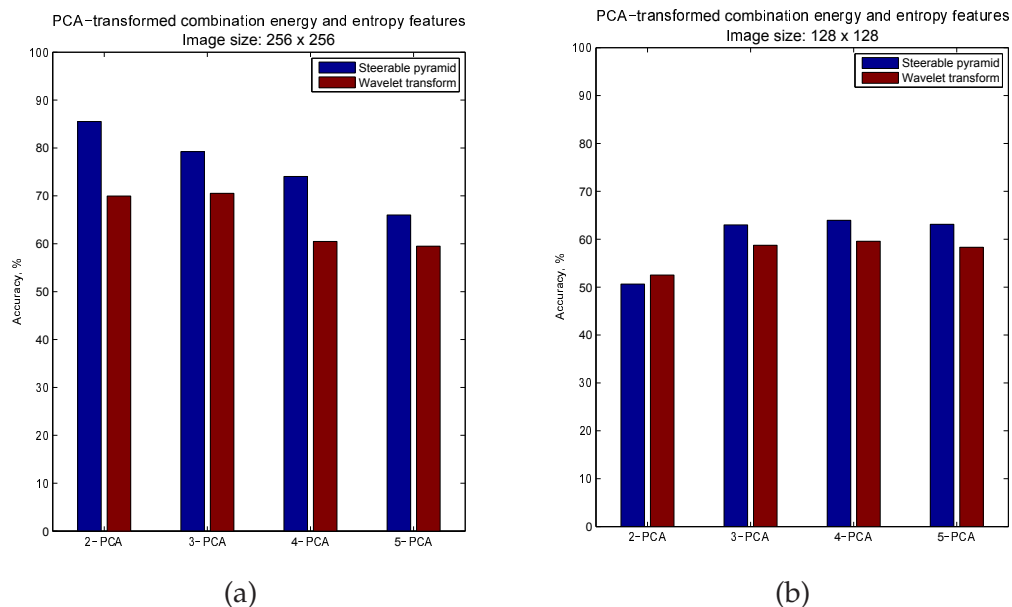 PCA-transformed combination energy and entropy features
Image size: 256 x 256
Steerable pyramid
Wavelet transform
Accuracy, %
100
90
80
70
60
50
40
30
20
10
0
2-PCA 3-PCA 4-PCA 5-PCA
(a)
PCA-transformed combination energy and entropy features
Image size: 128 x 128
Steerable pyramid
Wavelet transform
Accuracy, %
100
90
80
70
60
50
40
30
20
10
0
2-PCA 3-PCA 4-PCA 5-PCA
(b)